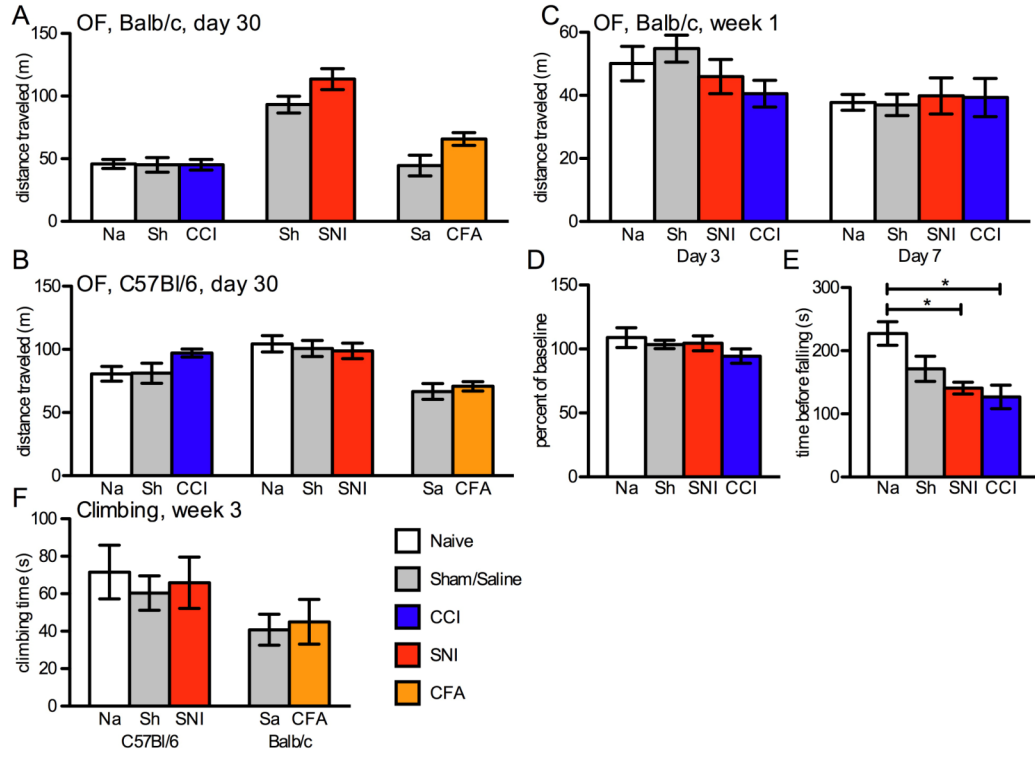 A
OF, Balb/c, day 30
distance traveled (m)
150
100
50
0
Na Sh CCI Sh SNI Sa CFA
C
OF, Balb/c, week 1
distance traveled (m)
60
40
20
0
Na Sh SNI CCI Na Sh SNI CCI
Day 3 Day 7
B
OF, C57Bl/6, day 30
distance traveled (m)
150
100
50
0
Na Sh CCI Na Sh SNI Sa CFA
D
percent of baseline
150
100
50
0
Na Sh SNI CCI
E
time before falling (s)
300
200
100
0
*
*
Na Sh SNI CCI
F
Climbing, week 3
climbing time (s)
100
80
60
40
20
0
Na Sh SNI Sa CFA
C57Bl/6 Balb/c
Naive
Sham/Saline
CCI
SNI
CFA